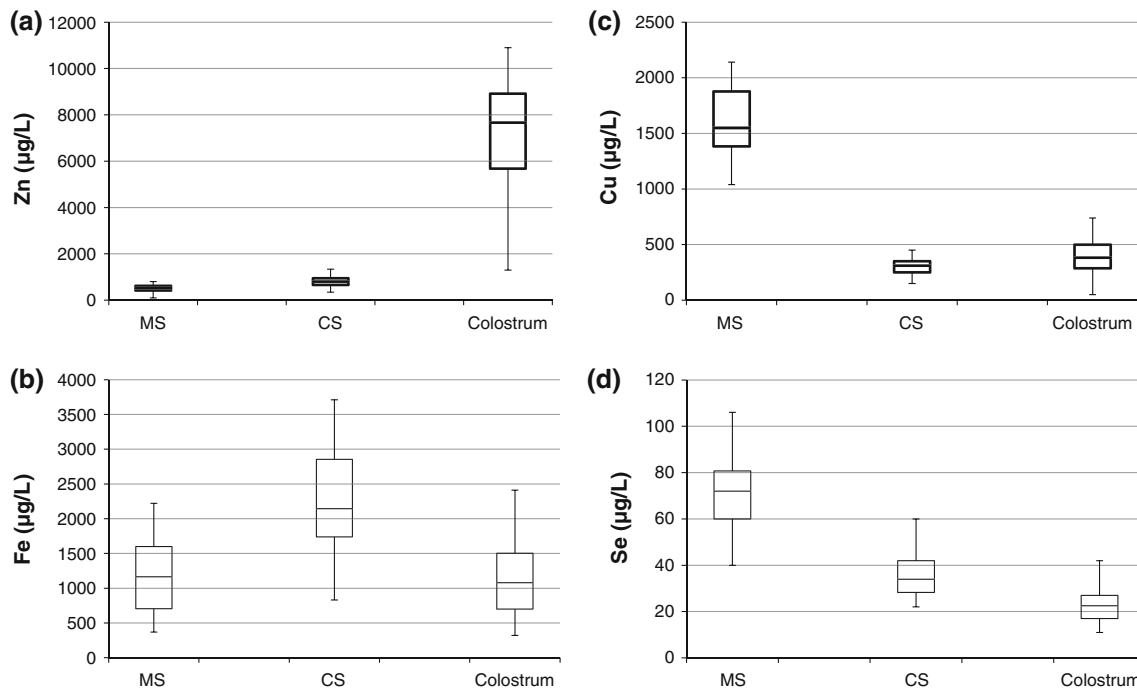 (a)
Zn (µg/L)
12000
10000
8000
6000
4000
2000
0
MS
CS
Colostrum
(c)
Cu (µg/L)
2500
2000
1500
1000
500
0
MS
CS
Colostrum
(b)
Fe (µg/L)
4000
3500
3000
2500
2000
1500
1000
500
0
MS
CS
Colostrum
(d)
Se (µg/L)
120
100
80
60
40
20
0
MS
CS
Colostrum